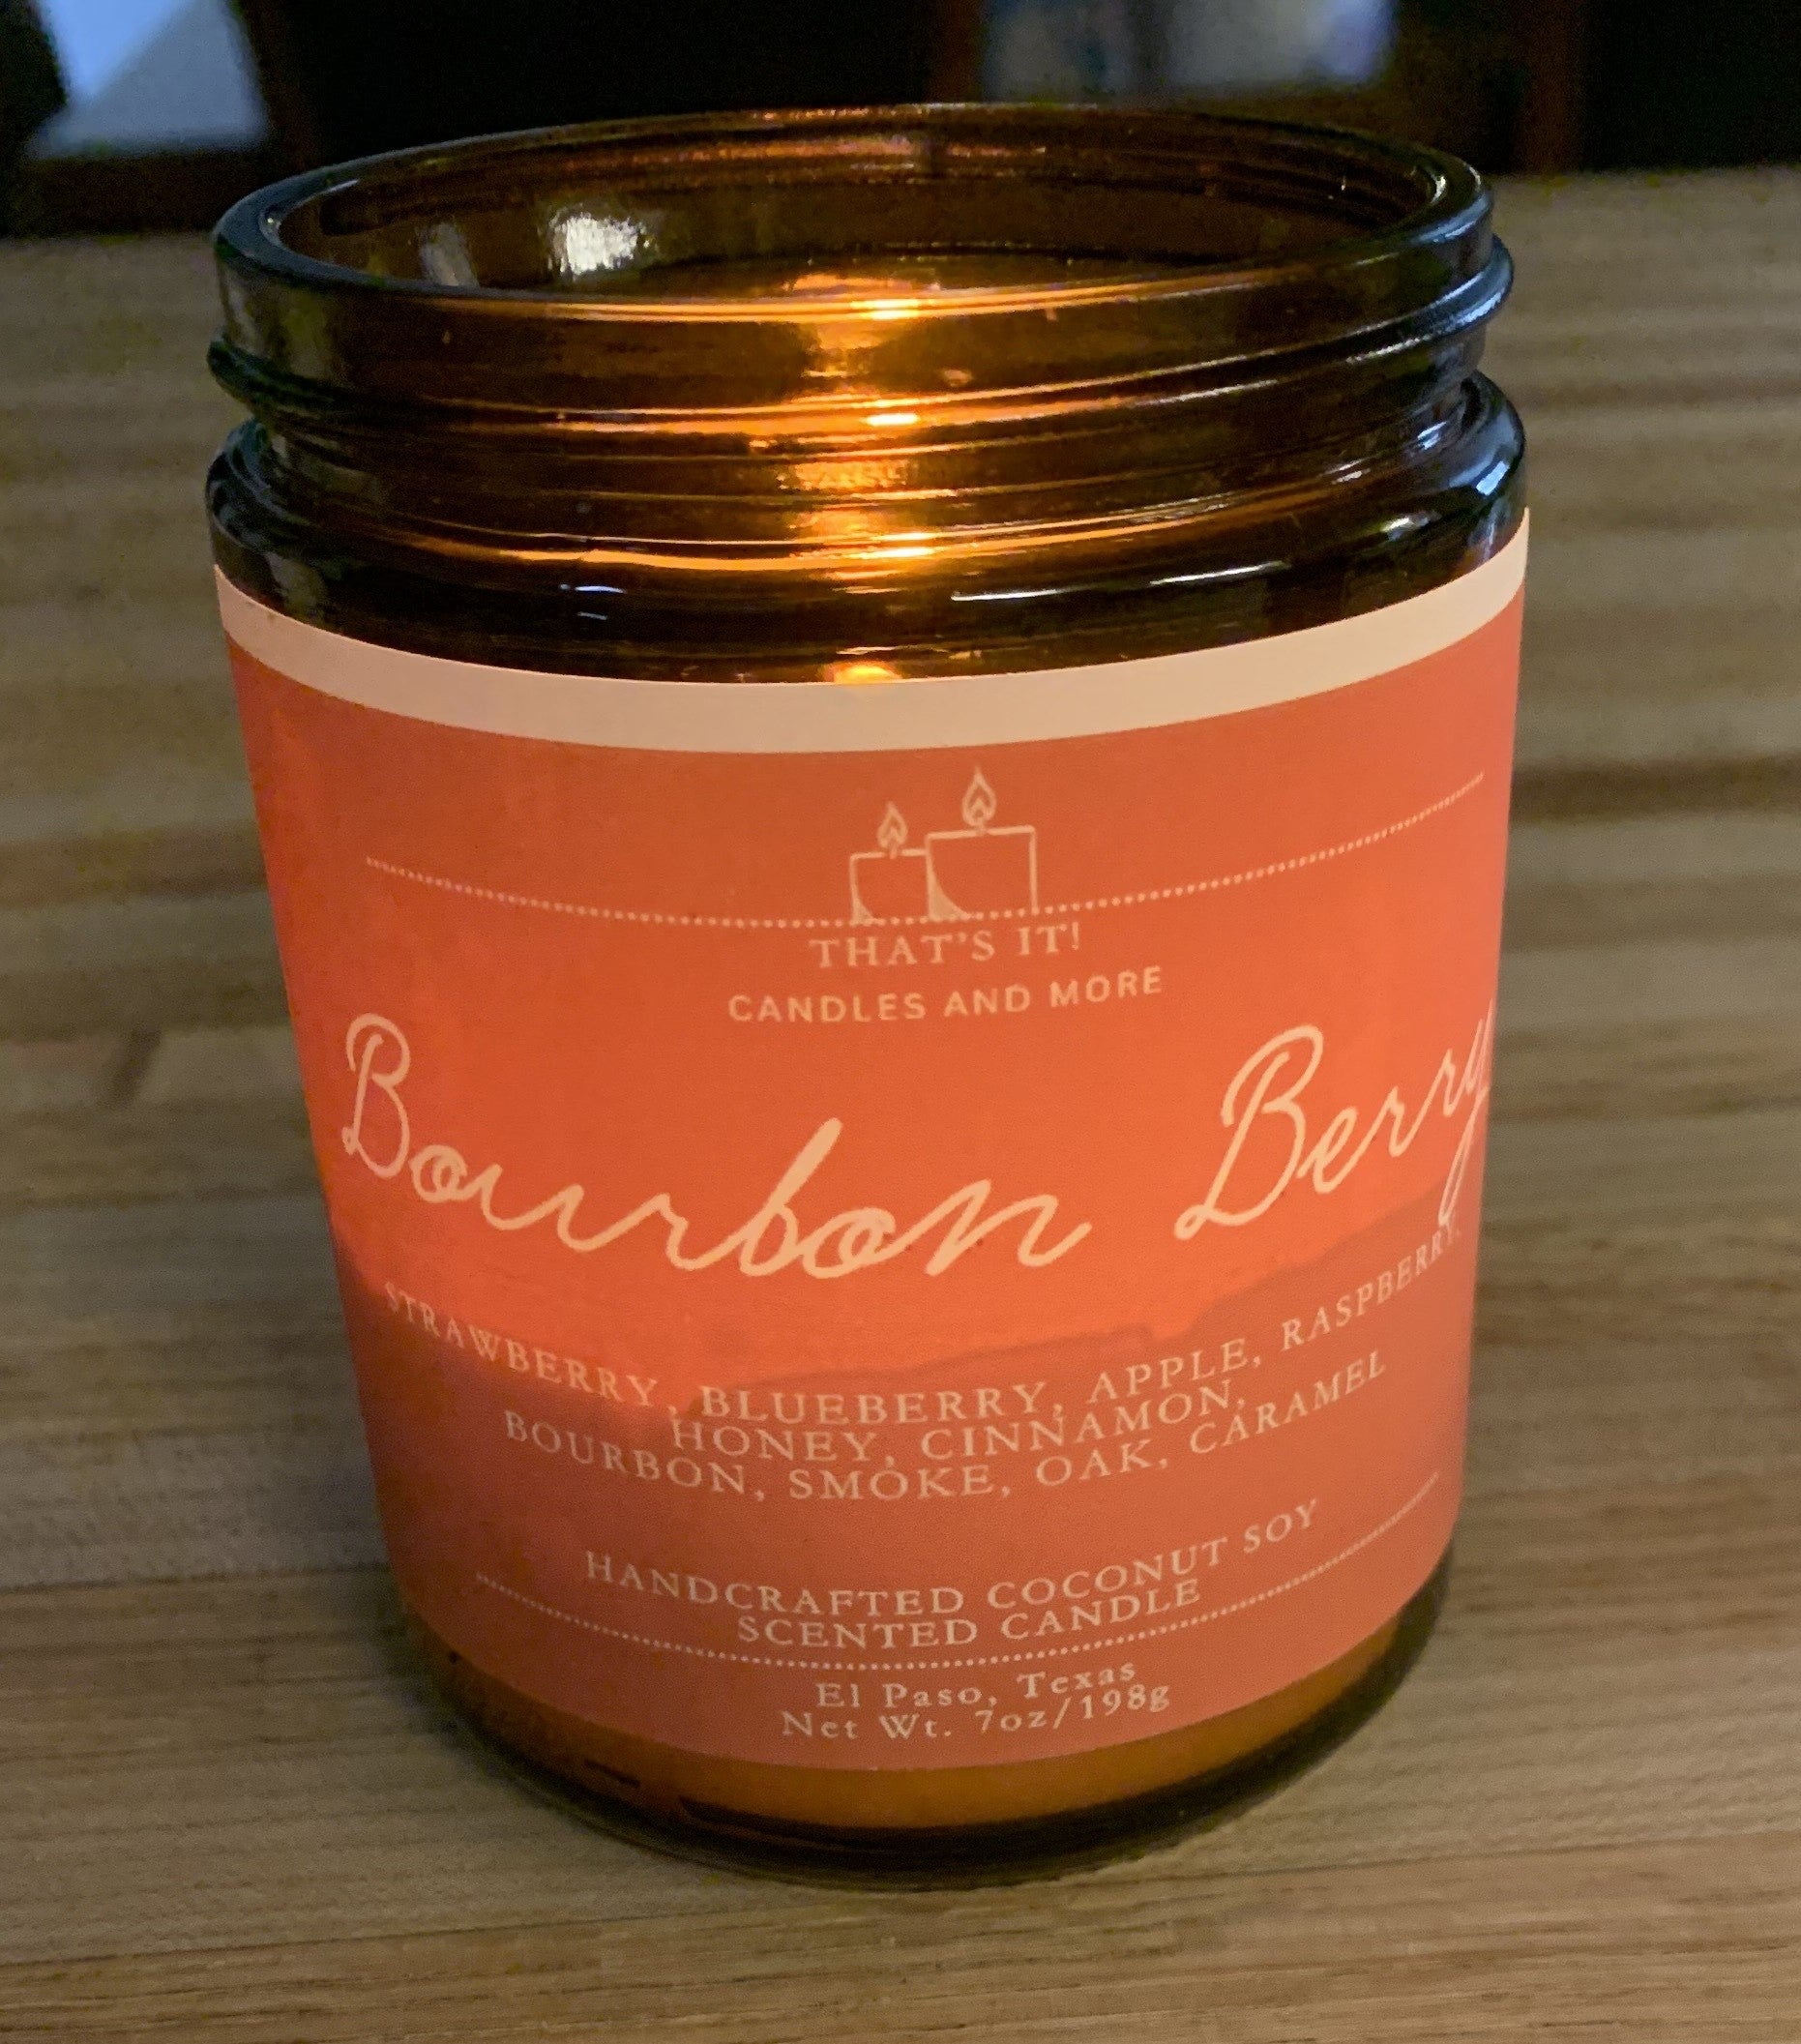 THAT'S IT!
CANDLES AND MORE
Bourbon Berry
STRAWBERRY, BLUEBERRY, APPLE, RASPBERRY,
HONEY, CINNAMON,
BOURBON, SMOKE, OAK, CARAMEL
HANDCRAFTED COCONUT SOY
SCENTED CANDLE
El Paso, Texas
Net Wt. 7oz/198g